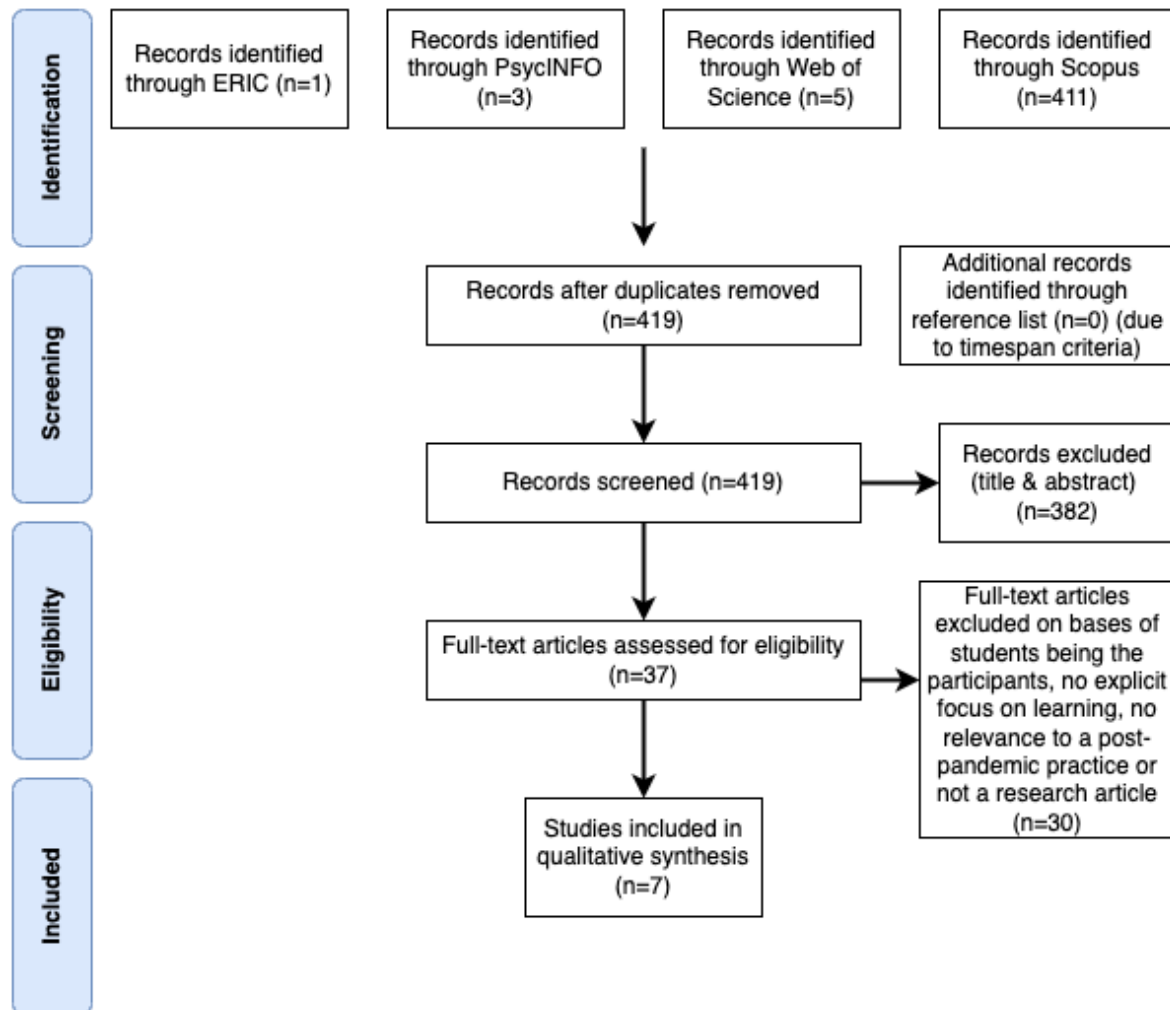 Identification
Records identified
through ERIC (n=1)
Records identified
through PsycINFO
(n=3)
Records identified
through Web of
Science (n=5)
Records identified
through Scopus
(n=411)
Screening
Records after duplicates removed
(n=419)
Additional records
identified through
reference list (n=0) (due
to timespan criteria)
Records screened (n=419)
Records excluded
(title & abstract)
(n=382)
Eligibility
Full-text articles assessed for eligibility
(n=37)
Full-text articles
excluded on bases of
students being the
participants, no explicit
focus on learning, no
relevance to a post-
pandemic practice or
not a research article
(n=30)
Included
Studies included in
qualitative synthesis
(n=7)